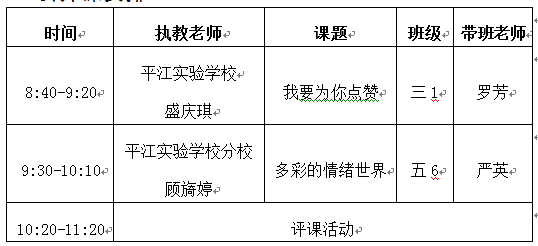 时间 执教老师 课题 班级 带班老师
平江实验学校
8:40-9:20 我要为你点赞 三 1 罗芳
盛庆琪
平江实验学校分校
9:30-10:10 多彩的情绪世界 五 6 严英
顾旖婷
10:20-11:20 评课活动